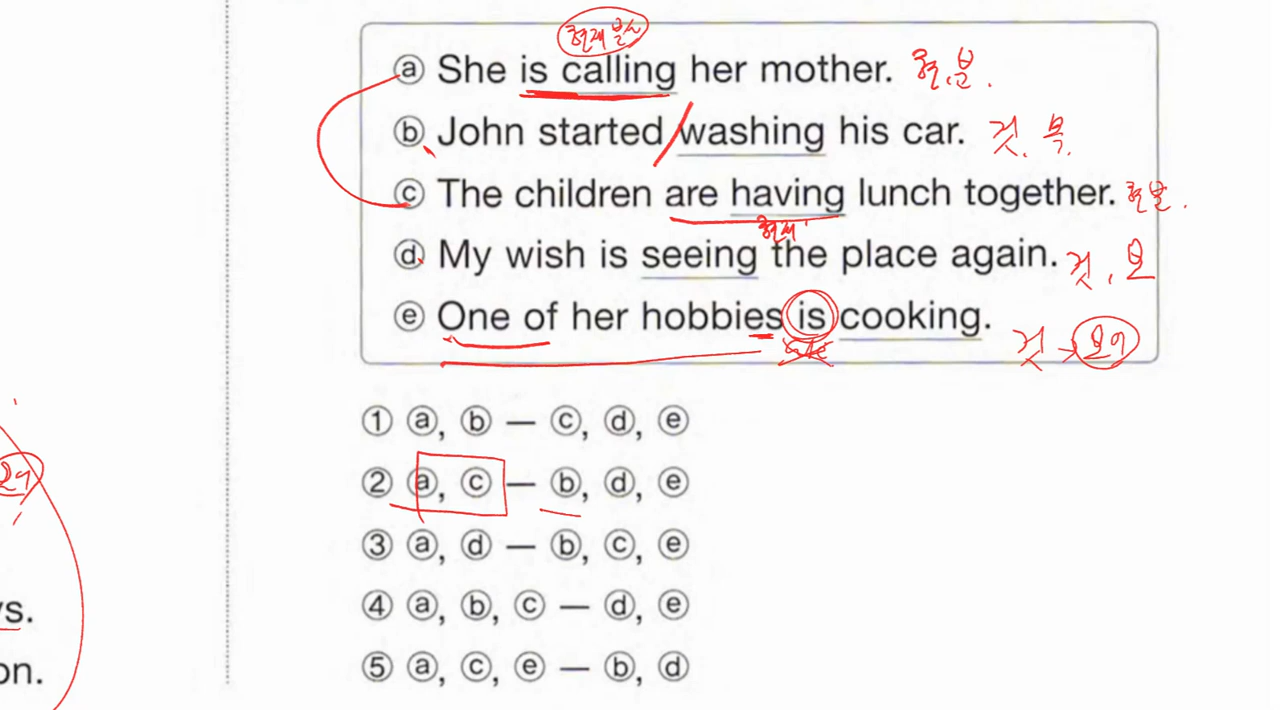 현재분사
ⓐ She is calling her mother. 현.분.
ⓑ John started washing his car. 것. 목.
ⓒ The children are having lunch together. 현분.
현재
ⓓ My wish is seeing the place again. 것, 보
ⓔ One of her hobbies is cooking. 것 → 보어
① ⓐ, ⓑ — ⓒ, ⓓ, ⓔ
② ⓐ, ⓒ — ⓑ, ⓓ, ⓔ
보어
③ ⓐ, ⓓ — ⓑ, ⓒ, ⓔ
④ ⓐ, ⓑ, ⓒ — ⓓ, ⓔ
⑤ ⓐ, ⓒ, ⓔ — ⓑ, ⓓ